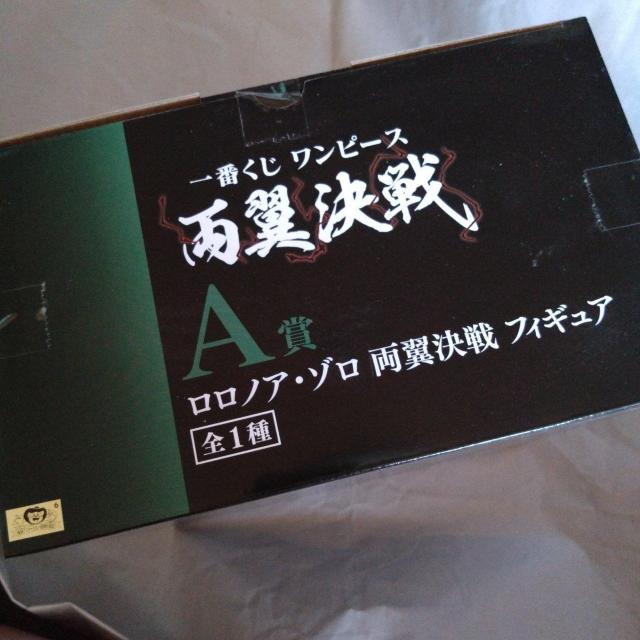 一番くじ ワンピース
両翼決戦
A賞
ロロノア・ゾロ 両翼決戦 フィギュア
全1種